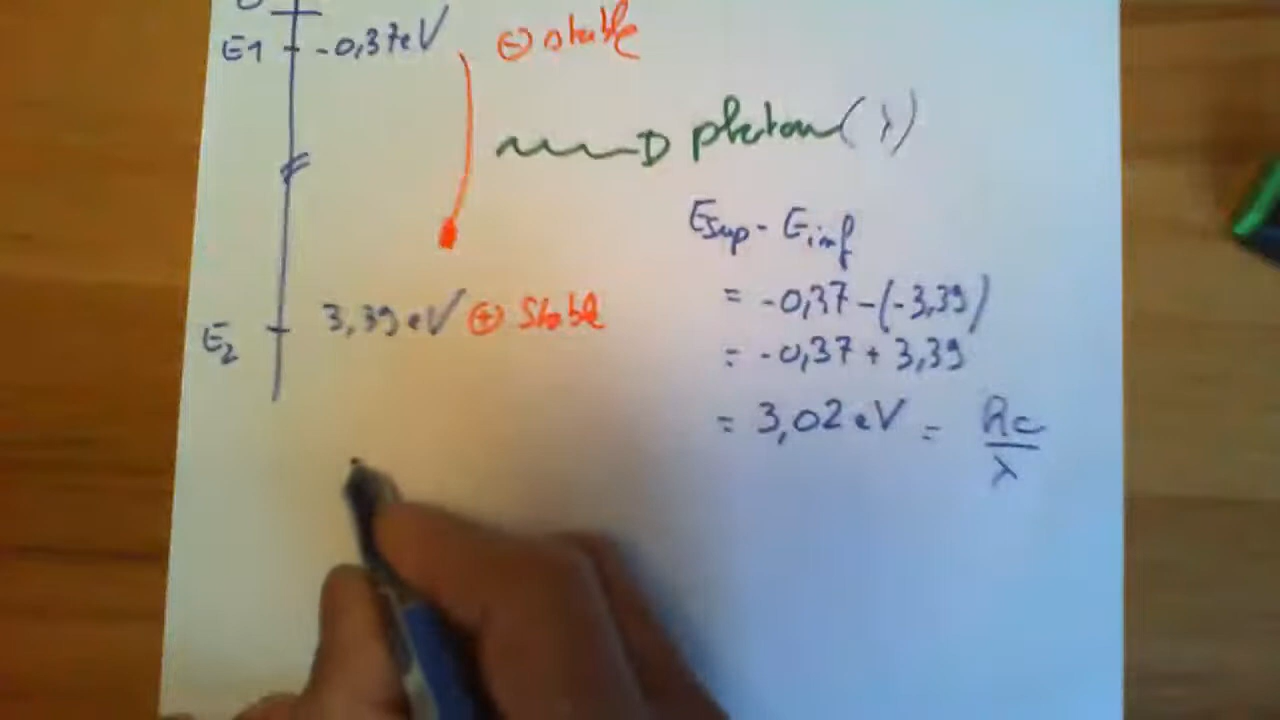 0
E1 -0,37eV ⊖ stable
photon(λ)
Esup - Einf
= -0,37-(-3,39)
E2 3,39 eV ⊕ Stable
= -0,37 + 3,39
= 3,02 eV = hc/λ